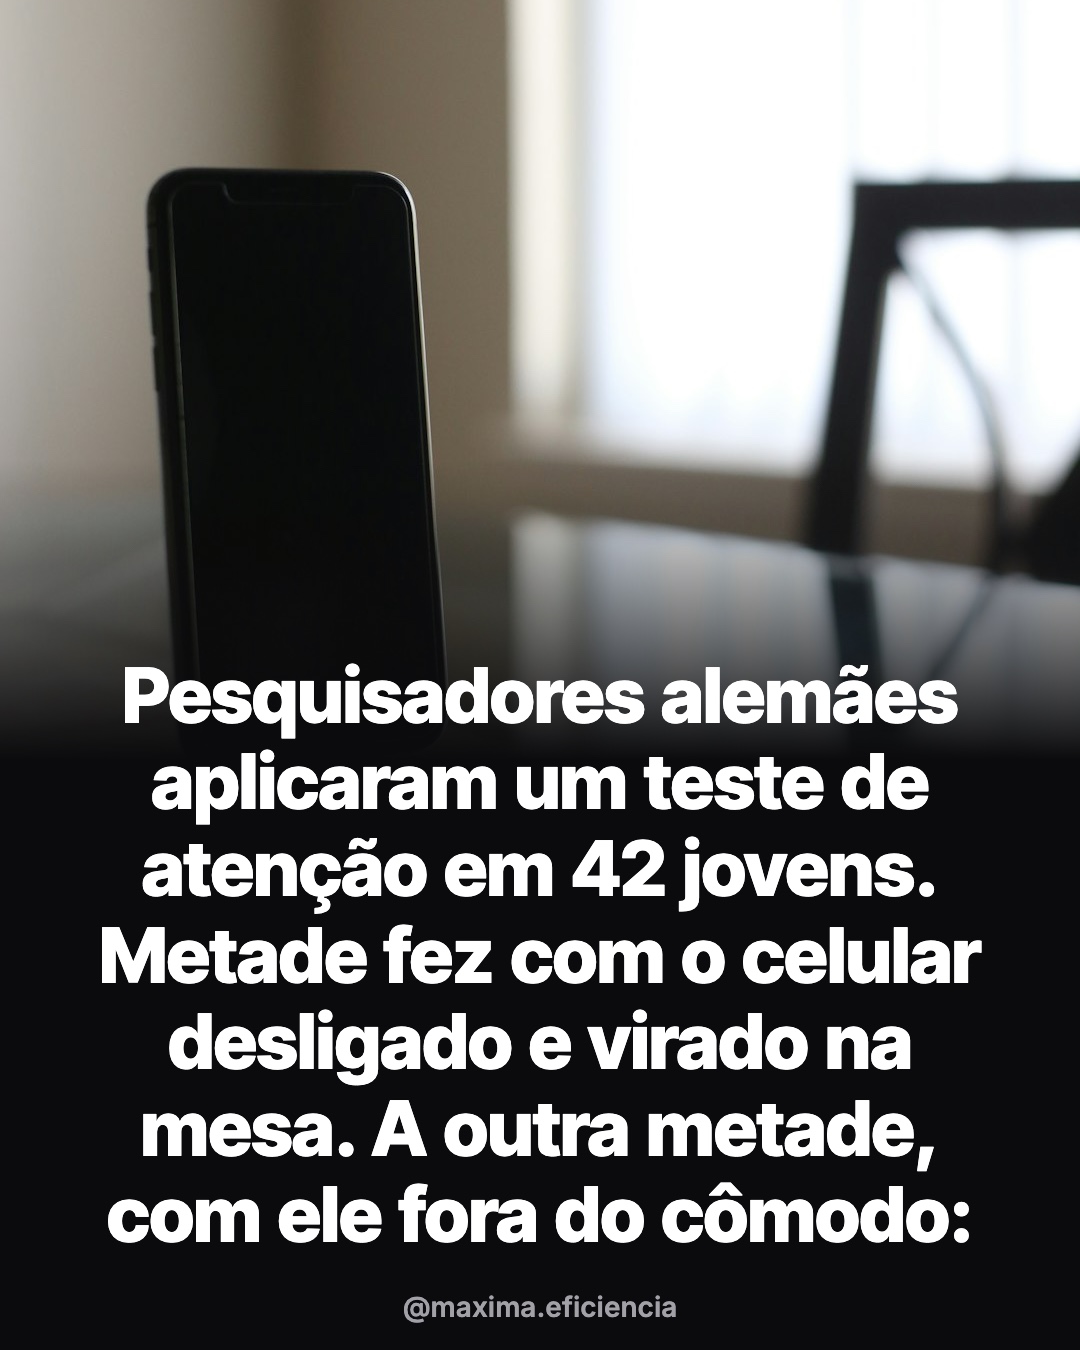 Pesquisadores alemães
aplicaram um teste de
atenção em 42 jovens.
Metade fez com o celular
desligado e virado na
mesa. A outra metade,
com ele fora do cômodo:
@maxima.eficiencia